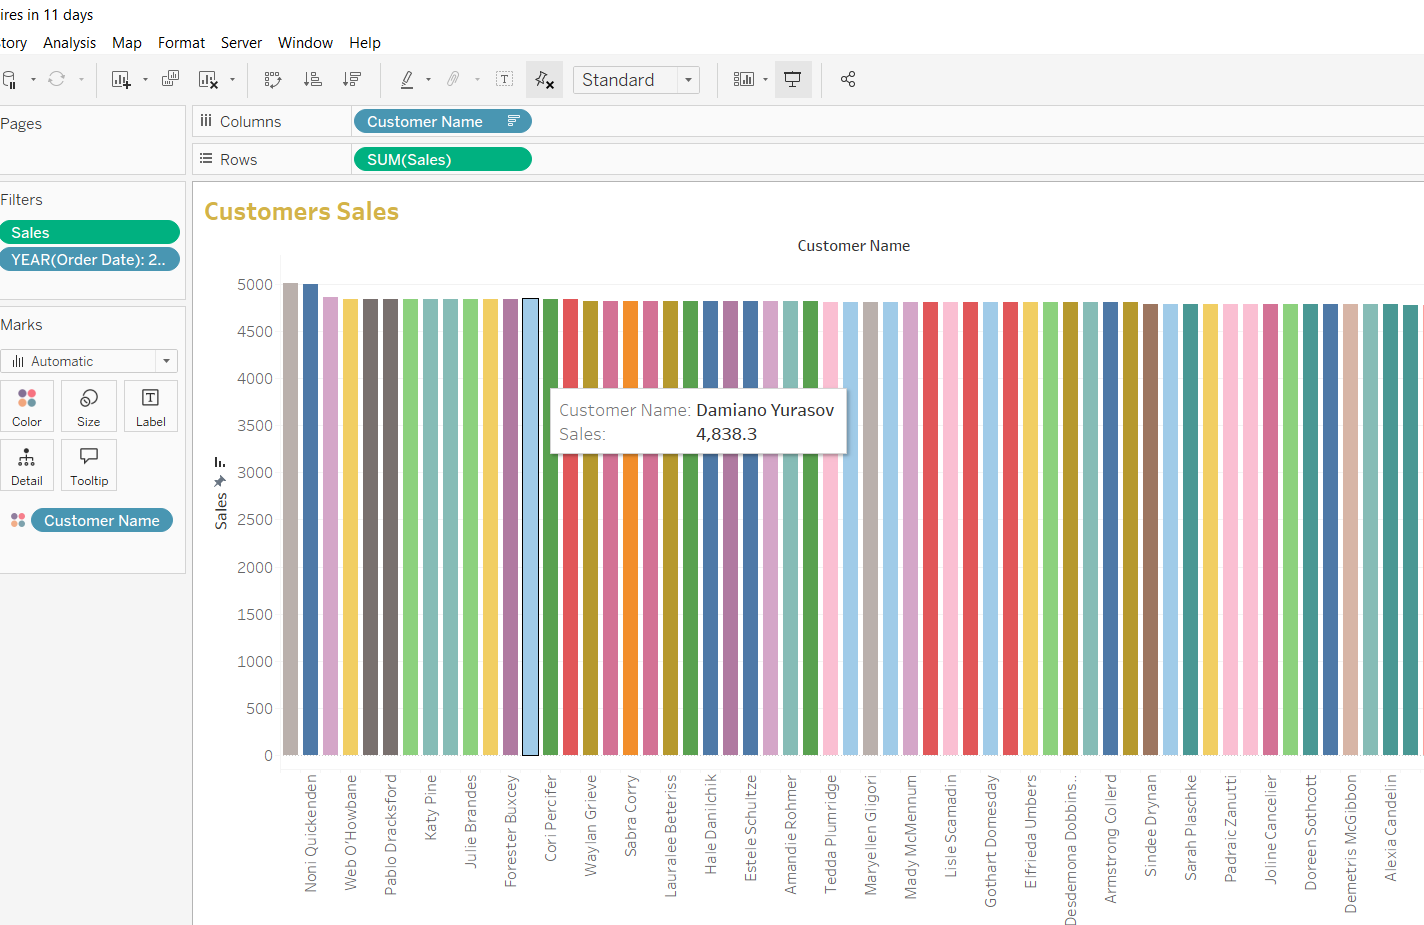 ires in 11 days
tory Analysis Map Format Server Window Help
Standard
Pages
Columns
Customer Name
Rows
SUM(Sales)
Filters
Sales
YEAR(Order Date): 2..
Marks
Automatic
Color Size Label
Detail Tooltip
Customer Name
Customers Sales
Customer Name
5000
4500
4000
3500
3000
2500
2000
1500
1000
500
0
Sales
Customer Name: Damiano Yurasov
Sales: 4,838.3
Noni Quickenden
Web O'Howbane
Pablo Dracksford
Katy Pine
Julie Brandes
Forester Buxcey
Cori Percifer
Waylan Grieve
Sabra Corry
Lauralee Beteriss
Hale Danilchik
Estele Schultze
Amandie Rohmer
Tedda Plumridge
Maryellen Gligori
Mady McMennum
Lisle Scamadin
Gothart Domesday
Elfrieda Umbers
Desdemona Dobbins..
Armstrong Collerd
Sindee Drynan
Sarah Plaschke
Padraic Zanutti
Joline Cancelier
Doreen Sothcott
Demetris McGibbon
Alexia Candelin